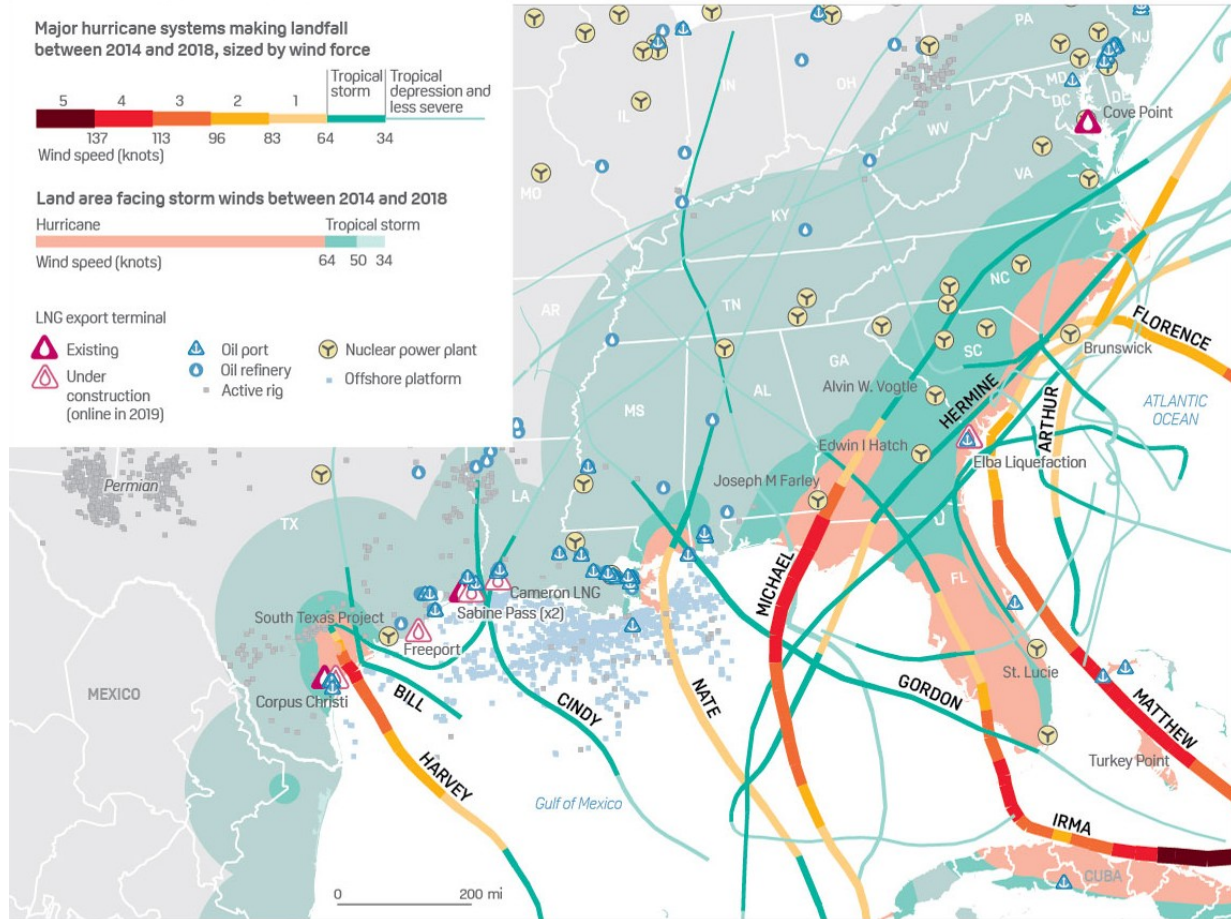 Major hurricane systems making landfall
between 2014 and 2018, sized by wind force
Tropical
storm
Tropical
depression and
less severe
5 4 3 2 1
137 113 96 83 64 34
Wind speed (knots)
Land area facing storm winds between 2014 and 2018
Hurricane Tropical storm
Wind speed (knots) 64 50 34
LNG export terminal
Existing
Under
construction
(online in 2019)
Oil port
Oil refinery
Active rig
Nuclear power plant
Offshore platform
PA
NJ
IN
OH
MD
DE
DC
IL
WV
Cove Point
MO
VA
KY
AR
TN
NC
FLORENCE
SC
Brunswick
GA
MS
AL
Alvin W. Vogtle
HERMINE
ARTHUR
ATLANTIC
OCEAN
Edwin I Hatch
Elba Liquefaction
Permian
Joseph M Farley
LA
TX
MICHAEL
FL
Cameron LNG
Sabine Pass (x2)
South Texas Project
Freeport
St. Lucie
MEXICO
Corpus Christi
BILL
CINDY
NATE
GORDON
MATTHEW
Turkey Point
HARVEY
Gulf of Mexico
IRMA
CUBA
0 200 mi